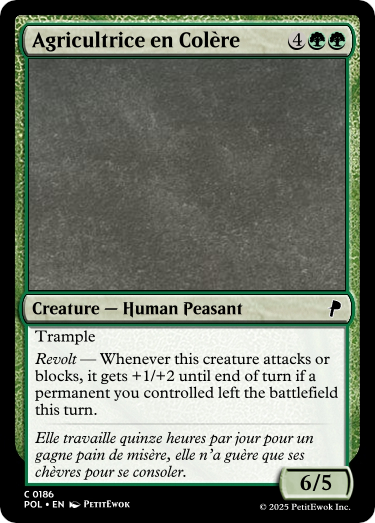 Agricultrice en Colère 4
Creature — Human Peasant
Trample
Revolt — Whenever this creature attacks or
blocks, it gets +1/+2 until end of turn if a
permanent you controlled left the battlefield
this turn.
Elle travaille quinze heures par jour pour un
gagne pain de misère, elle n’a guère que ses
chèvres pour se consoler.
6/5
C 0186
POL • EN PetitEwok
© 2025 PetitEwok Inc.